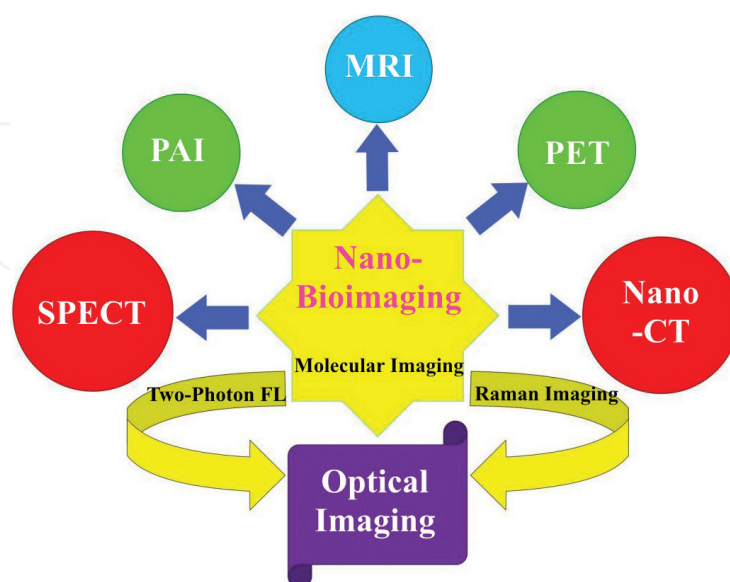 MRI
PAI
PET
Nano-
Bioimaging
SPECT
Nano
-CT
Molecular Imaging
Two-Photon FL
Raman Imaging
Optical
Imaging